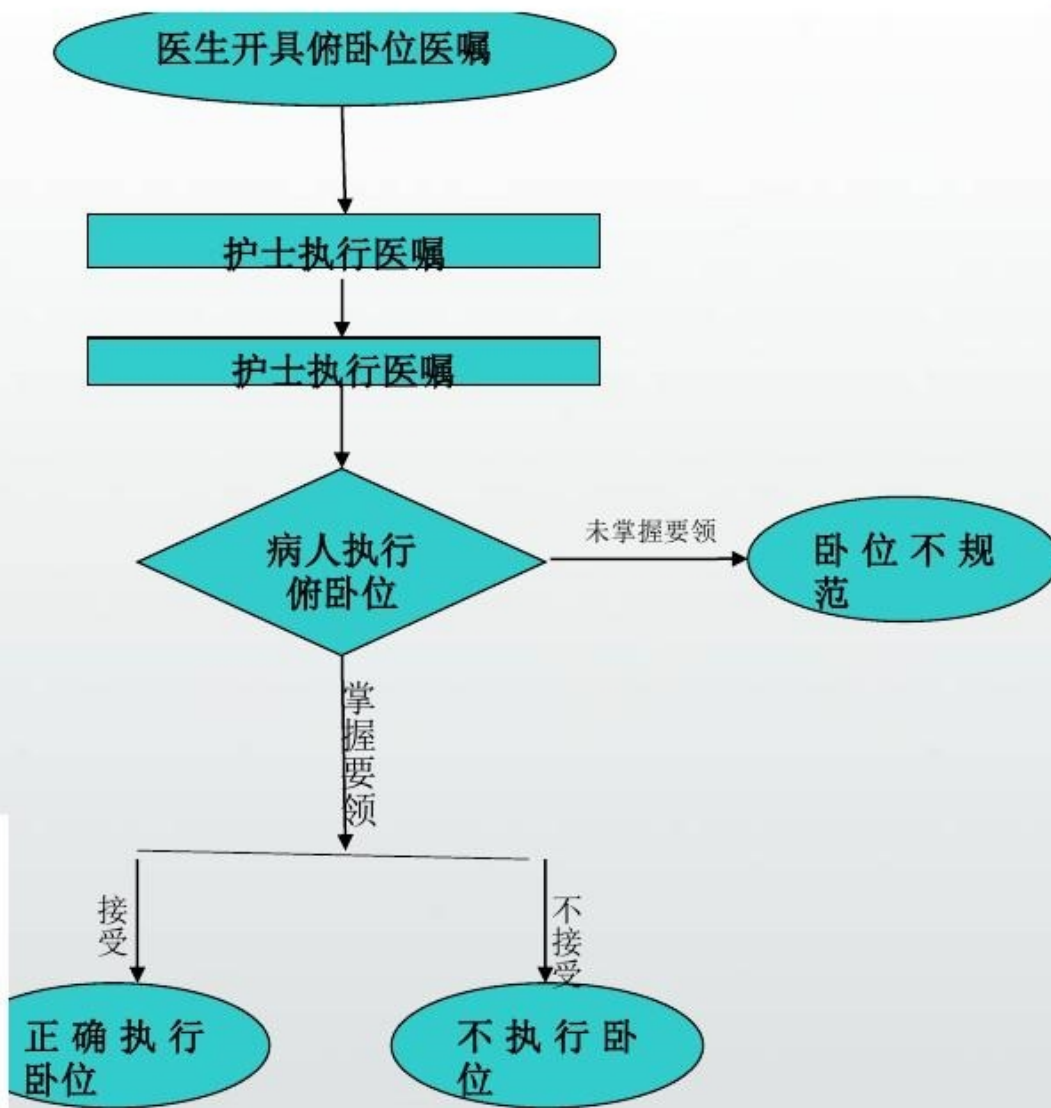 医生开具俯卧位医嘱
护士执行医嘱
护士执行医嘱
病人执行
俯卧位
未掌握要领
卧位不规
范
掌握要领
接受
不接受
正确执行
卧位
不执行卧
位